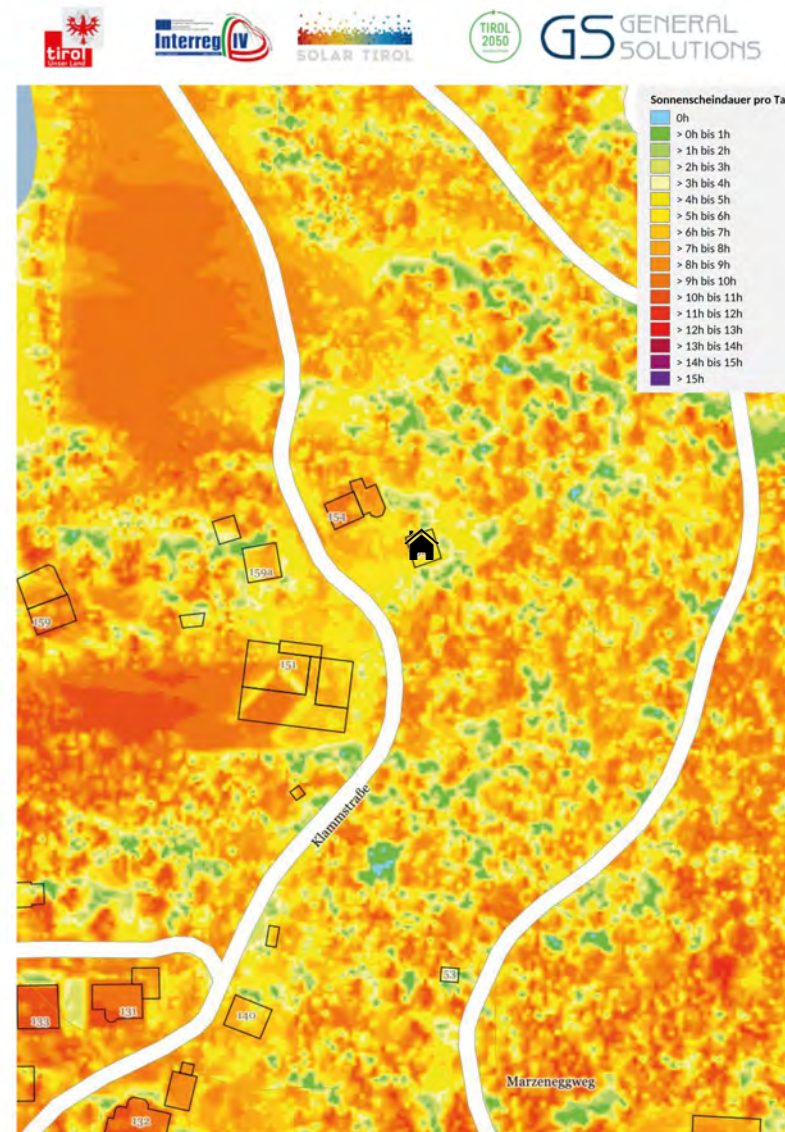 tirol
Unser Land
Interreg IV
SOLAR TIROL
TIROL
2050
GS GENERAL
SOLUTIONS
Sonnenscheindauer pro Ta
0h
> 0h bis 1h
> 1h bis 2h
> 2h bis 3h
> 3h bis 4h
> 4h bis 5h
> 5h bis 6h
> 6h bis 7h
> 7h bis 8h
> 8h bis 9h
> 9h bis 10h
> 10h bis 11h
> 11h bis 12h
> 12h bis 13h
> 13h bis 14h
> 14h bis 15h
> 15h
154
159a
159
151
Klammstraße
53
133
131
140
Marzeneggweg
132